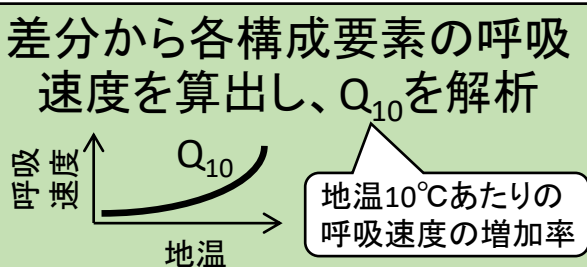 差分から各構成要素の呼吸
速度を算出し、Q10を解析
呼吸
速度
Q10
地温
地温10℃あたりの
呼吸速度の増加率